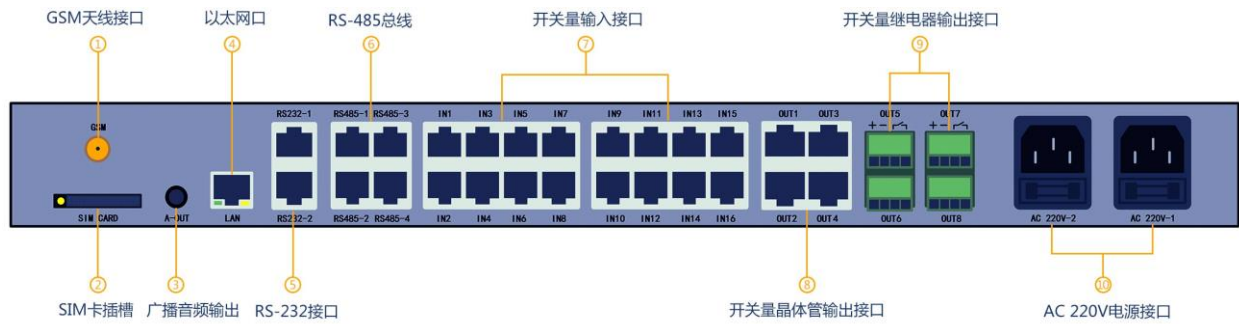 GSM天线接口 以太网口 RS-485总线 开关量输入接口 开关量继电器输出接口
① ④ ⑥ ⑦ ⑨
RS232-1 RS485-1 RS485-3 IN1 IN3 IN5 IN7 IN9 IN11 IN13 IN15 OUT1 OUT3 OUT5 OUT7
GSM
SIM CARD A-OUT LAN RS232-2 RS485-2 RS485-4 IN2 IN4 IN6 IN8 IN10 IN12 IN14 IN16 OUT2 OUT4 OUT6 OUT8 AC 220V-2 AC 220V-1
② ③ ⑤ ⑧ ⑩
SIM卡插槽 广播音频输出 RS-232接口 开关量晶体管输出接口 AC 220V电源接口